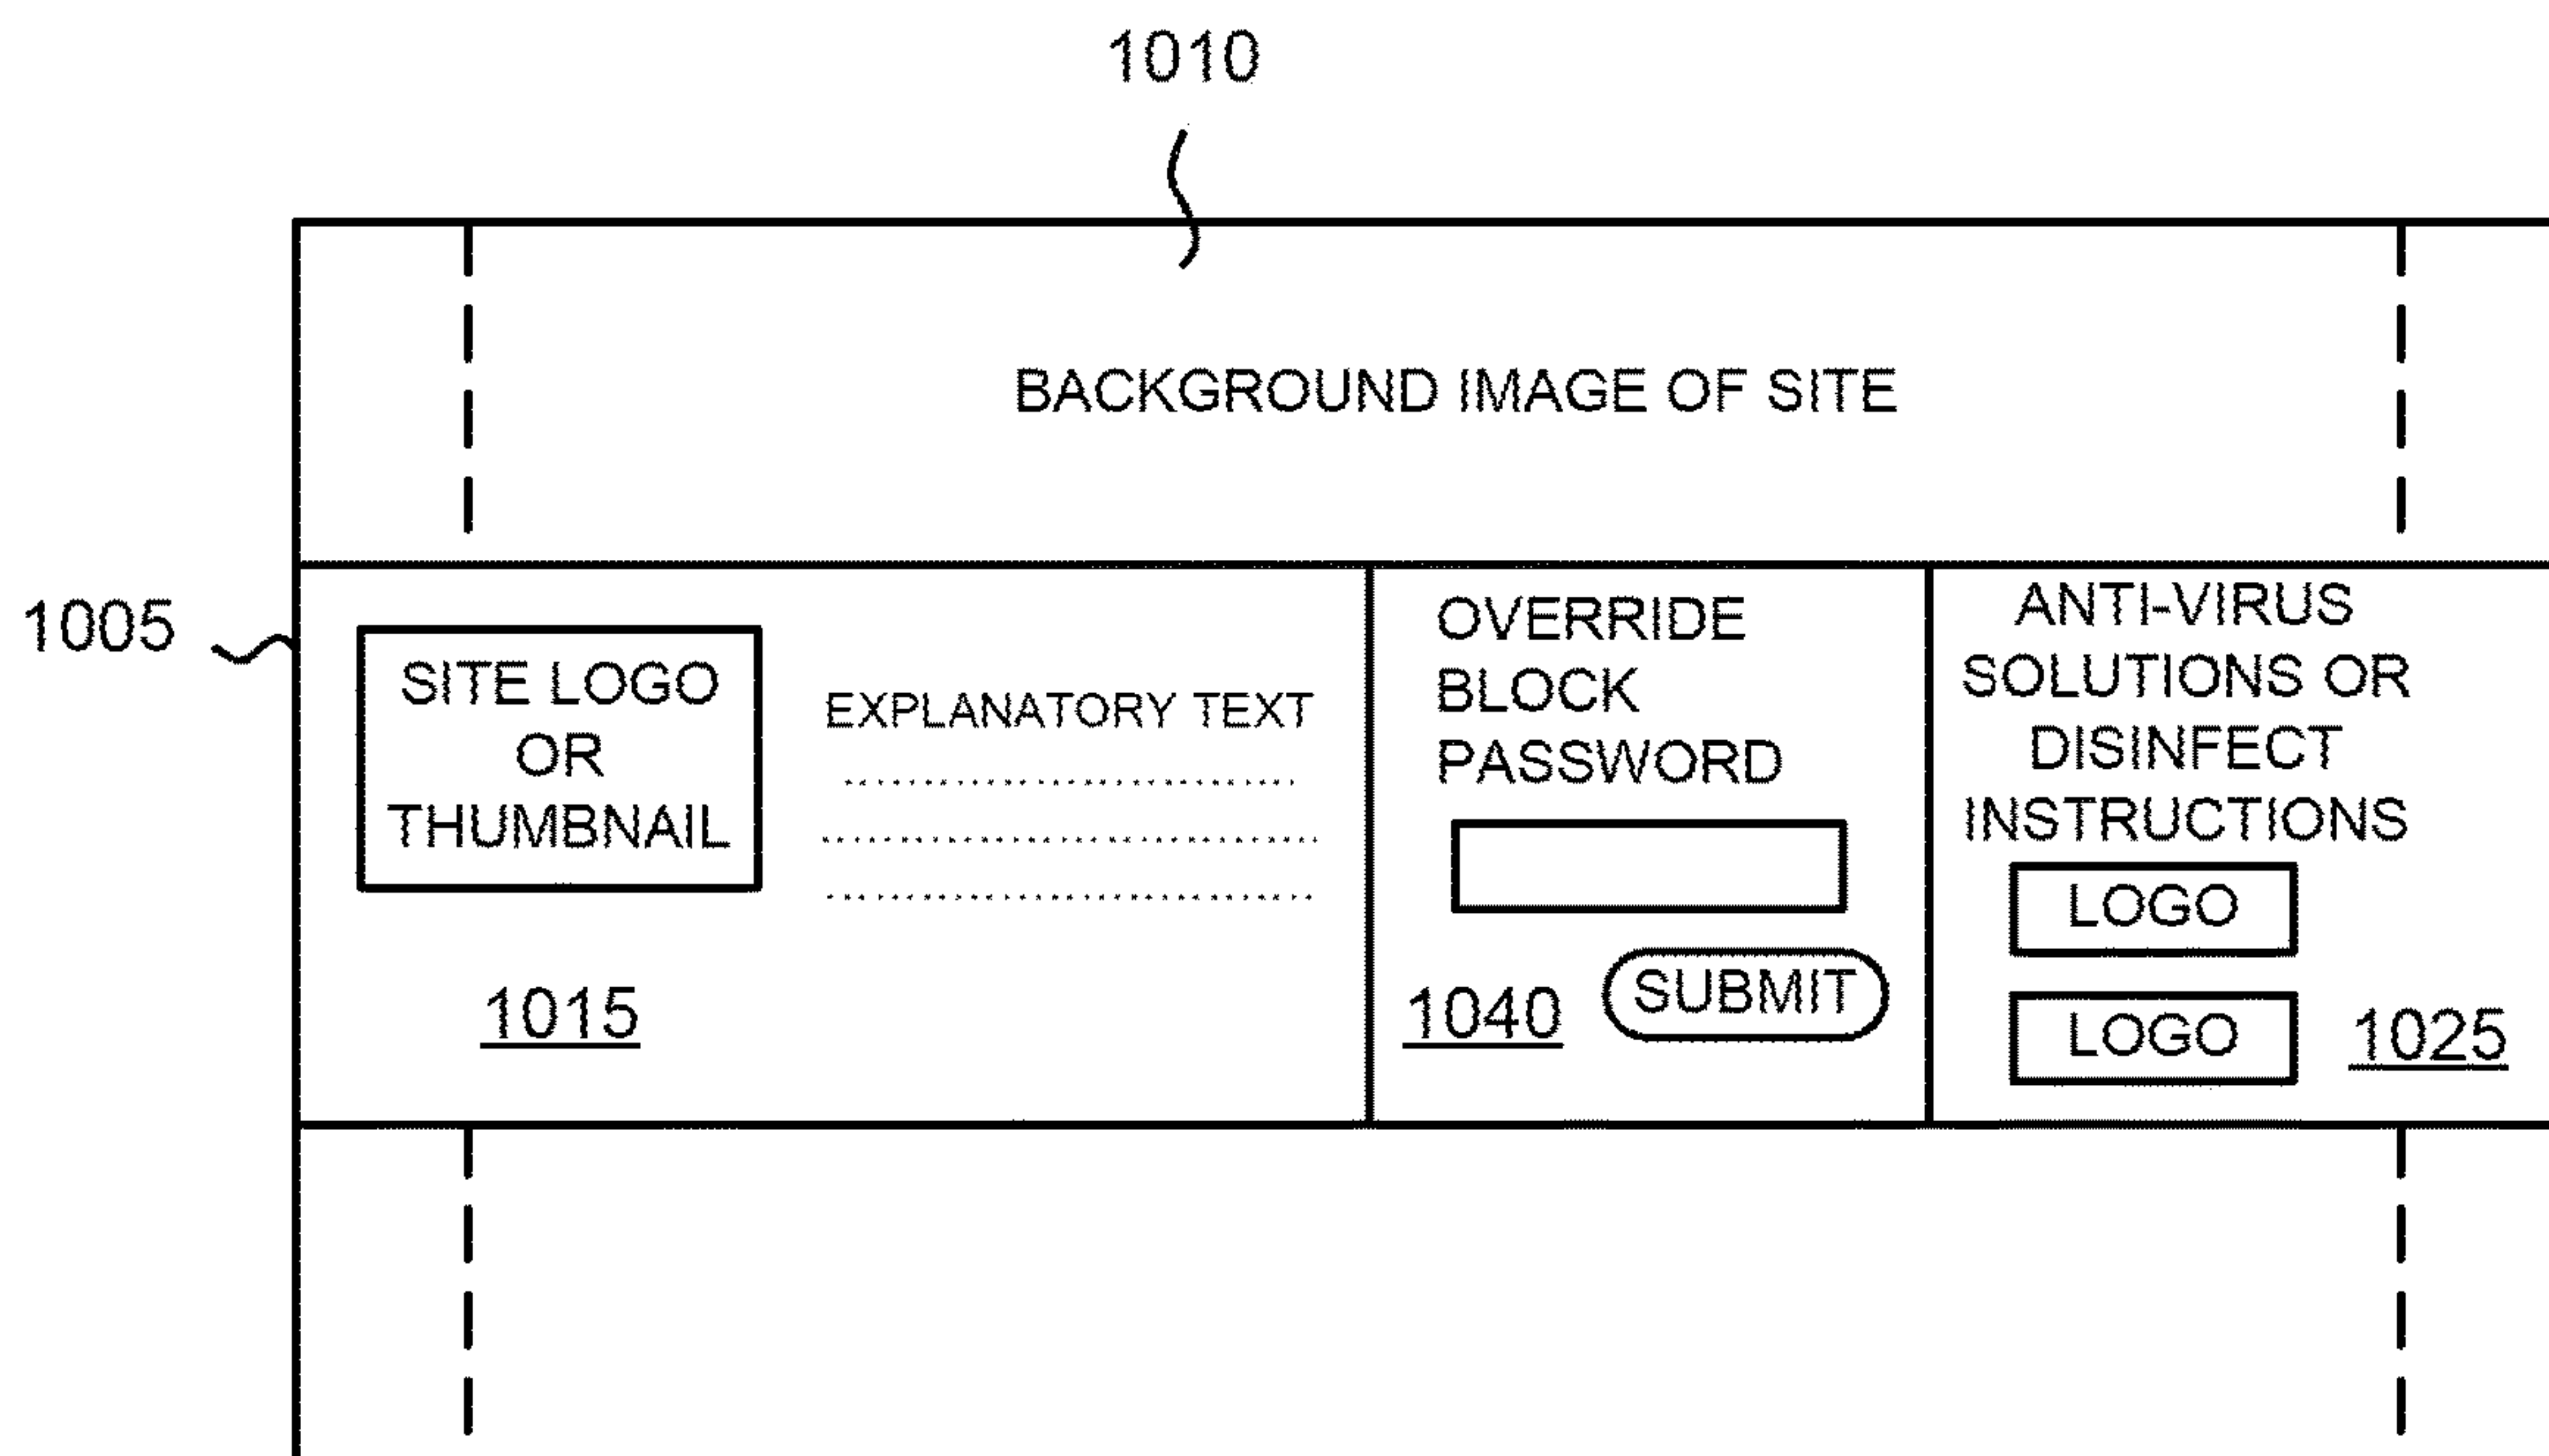 1010
BACKGROUND IMAGE OF SITE
1005
SITE LOGO
OR
THUMBNAIL
EXPLANATORY TEXT
1015
OVERRIDE
BLOCK
PASSWORD
SUBMIT
1040
ANTI-VIRUS
SOLUTIONS OR
DISINFECT
INSTRUCTIONS
LOGO
LOGO
1025